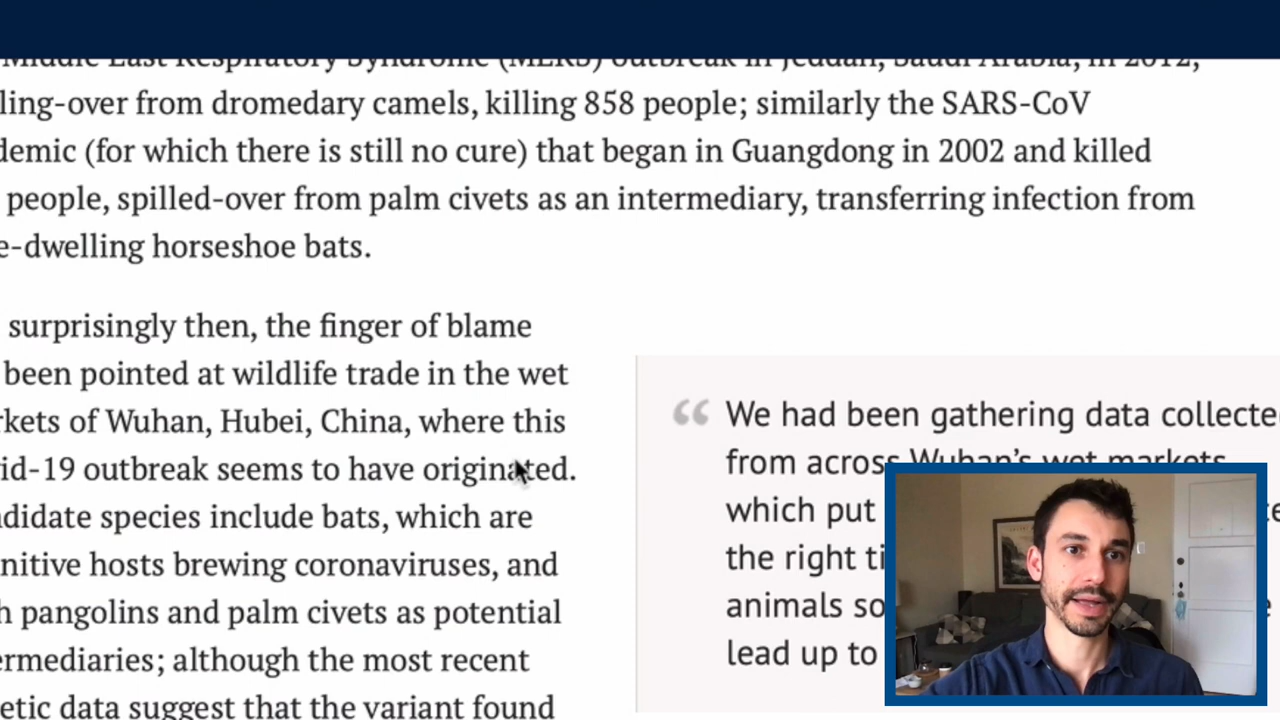 Middle East Respiratory Syndrome (MERS) outbreak in Jeddah, Saudi Arabia, in 2012,
ling-over from dromedary camels, killing 858 people; similarly the SARS-CoV
demic (for which there is still no cure) that began in Guangdong in 2002 and killed
people, spilled-over from palm civets as an intermediary, transferring infection from
e-dwelling horseshoe bats.
surprisingly then, the finger of blame
been pointed at wildlife trade in the wet
rkets of Wuhan, Hubei, China, where this
id-19 outbreak seems to have originated.
ndidate species include bats, which are
nitive hosts brewing coronaviruses, and
h pangolins and palm civets as potential
ermediaries; although the most recent
etic data suggest that the variant found
“ We had been gathering data collected
from across Wuhan’s wet markets
which put
the right ti
animals so
lead up to